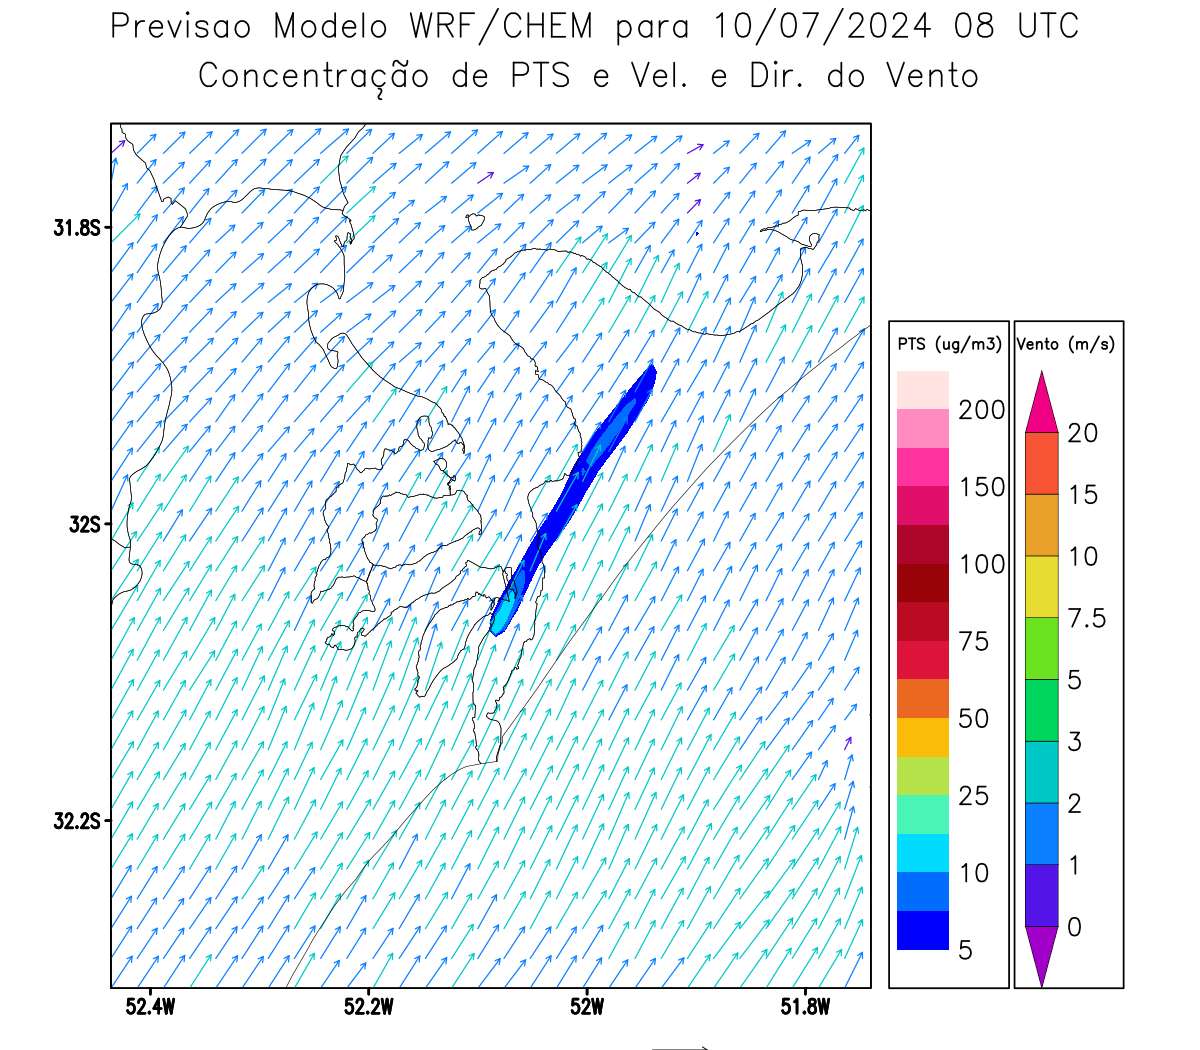 Previsao Modelo WRF/CHEM para 10/07/2024 08 UTC
Concentração de PTS e Vel. e Dir. do Vento
31.8S
32S
32.2S
52.4W 52.2W 52W 51.8W
PTS (ug/m3)
200
150
100
75
50
25
10
5
Vento (m/s)
20
15
10
7.5
5
3
2
1
0